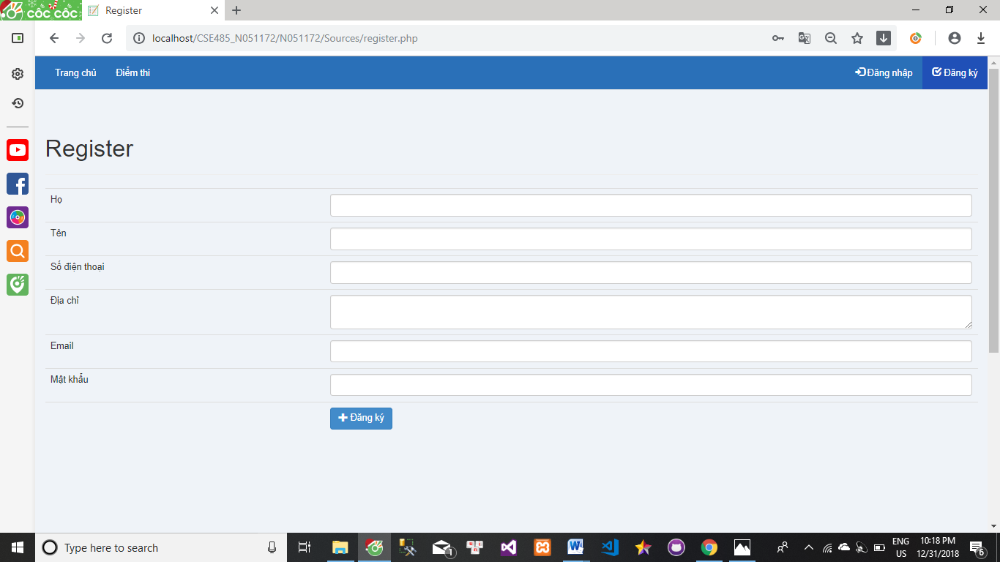 CỐC CỐC
Register
localhost/CSE485_N051172/N051172/Sources/register.php
Trang chủ Điểm thi Đăng nhập Đăng ký
Register
Họ
Tên
Số điện thoại
Địa chỉ
Email
Mật khẩu
Đăng ký
Type here to search
1
ENG
US
10:18 PM
12/31/2018
6